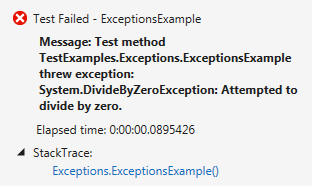 Test Failed - ExceptionsExample
Message: Test method
TestExamples.Exceptions.ExceptionsExample
threw exception:
System.DivideByZeroException: Attempted to
divide by zero.
Elapsed time: 0:00:00.0895426
StackTrace:
Exceptions.ExceptionsExample()